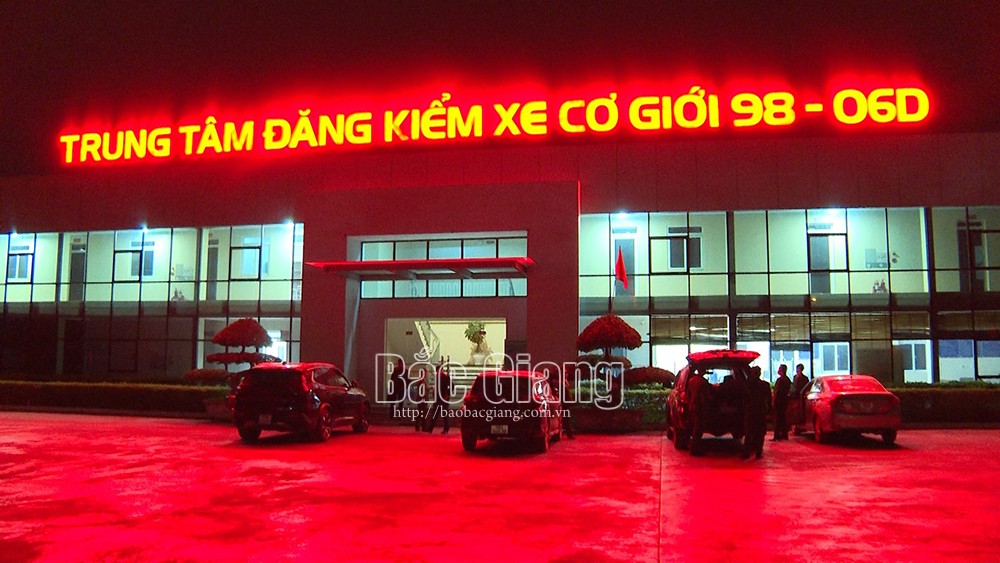 TRUNG TÂM ĐĂNG KIỂM XE CƠ GIỚI 98 - 06D
Bắc Giang
http://baobacgiang.com.vn